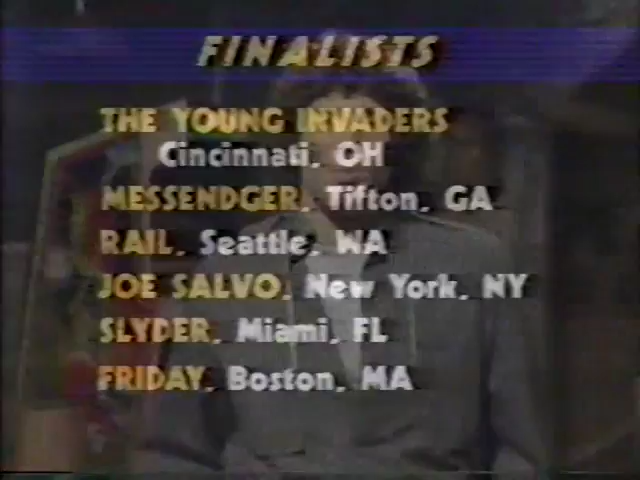 FINALISTS
THE YOUNG INVADERS
Cincinnati, OH
MESSENDGER, Tifton, GA
RAIL, Seattle, WA
JOE SALVO, New York, NY
SLYDER, Miami, FL
FRIDAY, Boston, MA